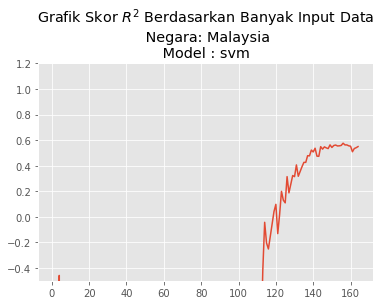 Grafik Skor R² Berdasarkan Banyak Input Data
Negara: Malaysia
Model : svm
1.2
1.0
0.8
0.6
0.4
0.2
0.0
−0.2
−0.4
0 20 40 60 80 100 120 140 160